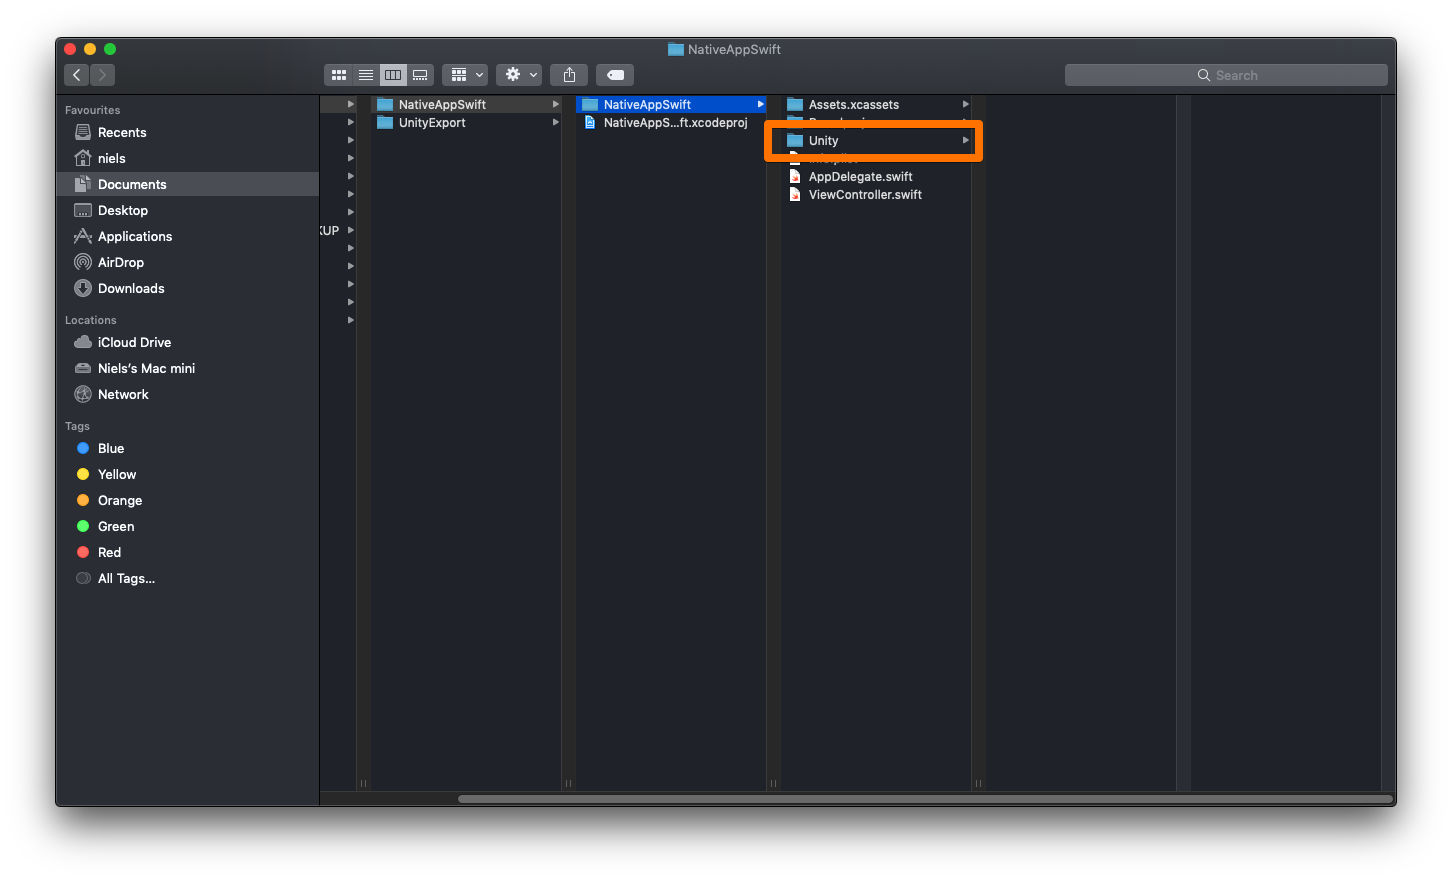 NativeAppSwift
Search
Favourites
Recents
niels
Documents
Desktop
Applications
AirDrop
Downloads
Locations
iCloud Drive
Niels's Mac mini
Network
Tags
Blue
Yellow
Orange
Green
Red
All Tags...
KUP
NativeAppSwift
UnityExport
NativeAppSwift
NativeAppS...ft.xcodeproj
Assets.xcassets
Unity
AppDelegate.swift
ViewController.swift